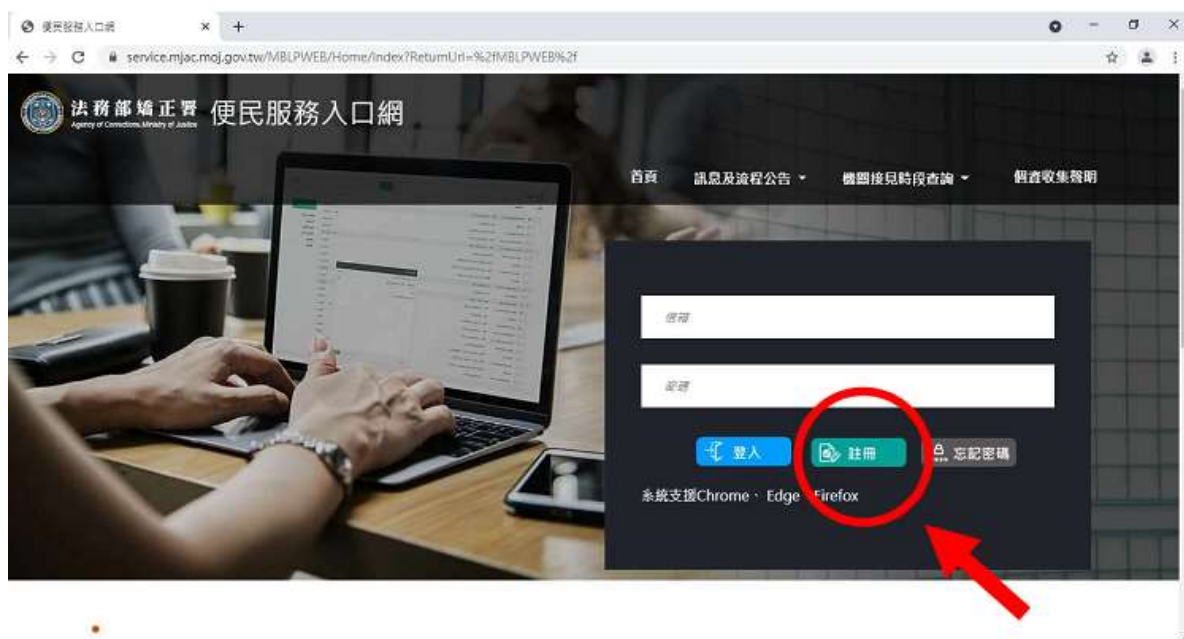 便民服務入口網
service.mjac.moj.gov.tw/MBLPWEB/Home/Index?ReturnUrl=%2fMBLPWEB%2f
法務部矯正署 便民服務入口網
Agency of Corrections, Ministry of Justice
首頁 訊息及流程公告 機關接見時段查詢 個資收集聲明
信箱
密碼
登入 註冊 忘記密碼
系統支援Chrome、Edge、Firefox